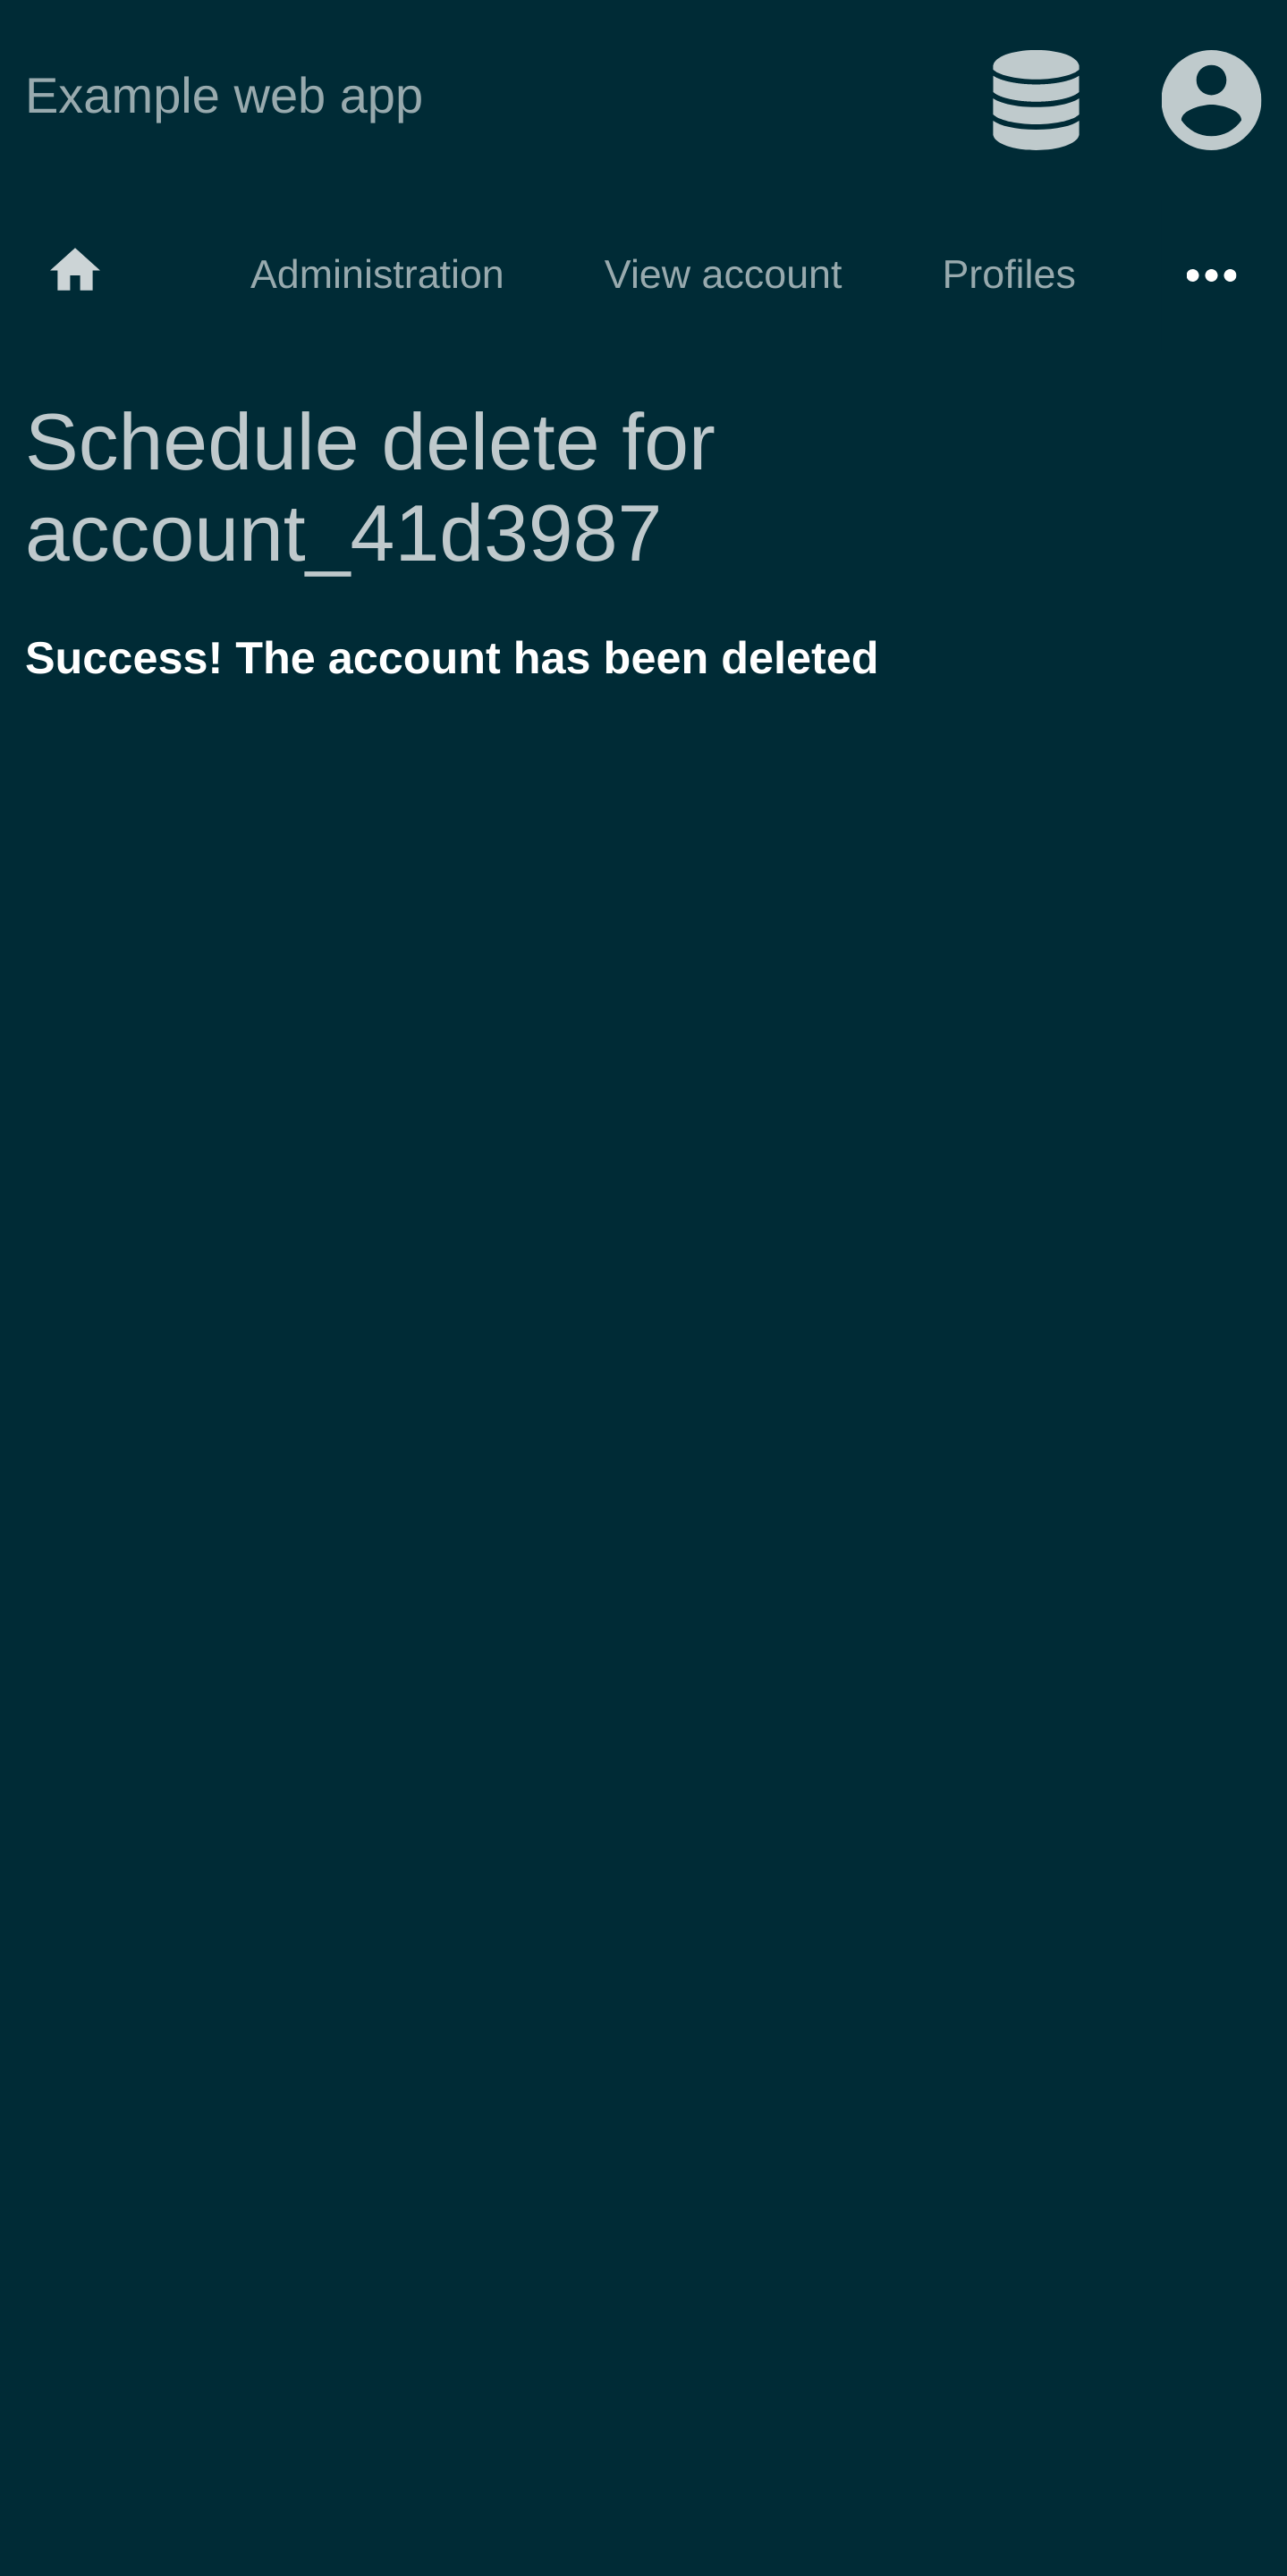 Example web app
Administration View account Profiles
Schedule delete for
account_41d3987
Success! The account has been deleted